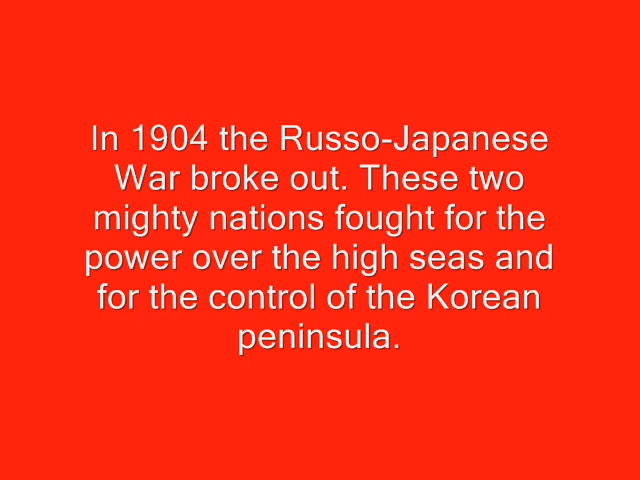 In 1904 the Russo-Japanese
War broke out. These two
mighty nations fought for the
power over the high seas and
for the control of the Korean
peninsula.